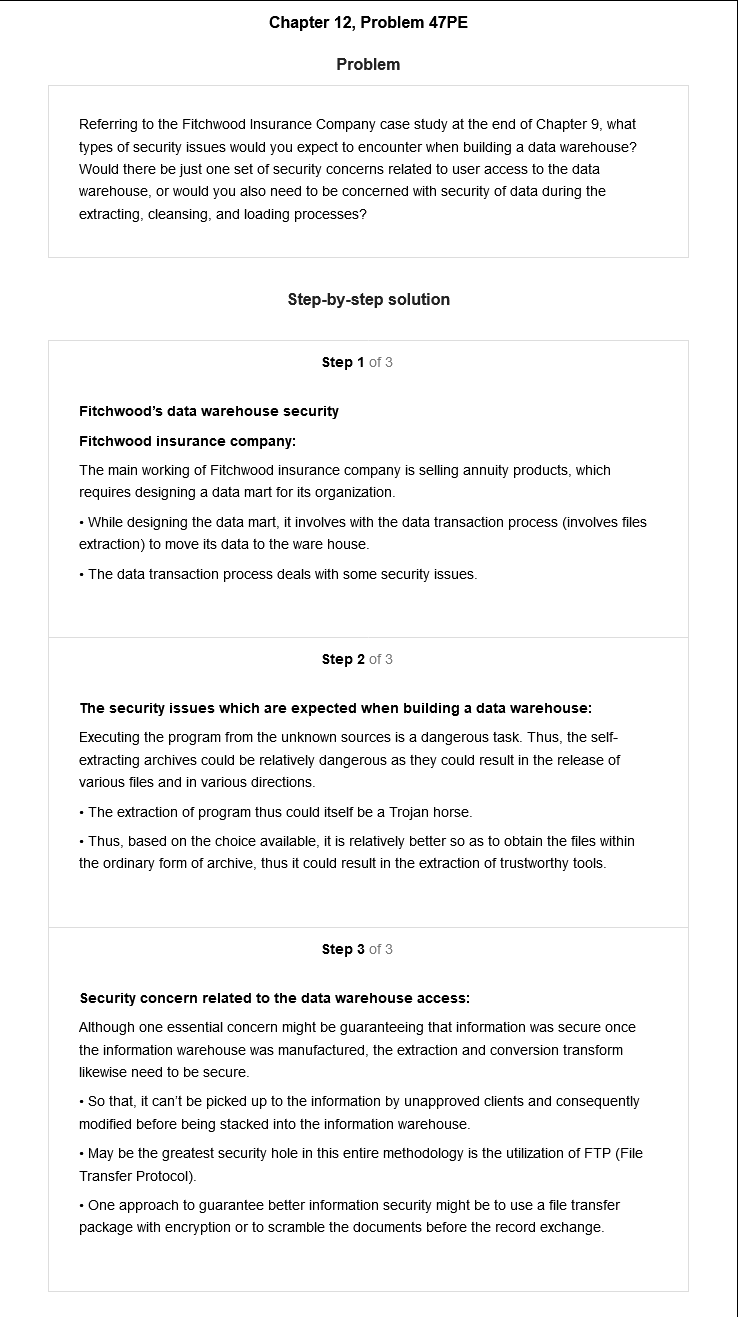 Chapter 12, Problem 47PE
Problem
Referring to the Fitchwood Insurance Company case study at the end of Chapter 9, what
types of security issues would you expect to encounter when building a data warehouse?
Would there be just one set of security concerns related to user access to the data
warehouse, or would you also need to be concerned with security of data during the
extracting, cleansing, and loading processes?
Step-by-step solution
Step 1 of 3
Fitchwood's data warehouse security
Fitchwood insurance company:
The main working of Fitchwood insurance company is selling annuity products, which
requires designing a data mart for its organization.
• While designing the data mart, it involves with the data transaction process (involves files
extraction) to move its data to the ware house.
• The data transaction process deals with some security issues.
Step 2 of 3
The security issues which are expected when building a data warehouse:
Executing the program from the unknown sources is a dangerous task. Thus, the self-
extracting archives could be relatively dangerous as they could result in the release of
various files and in various directions.
• The extraction of program thus could itself be a Trojan horse.
• Thus, based on the choice available, it is relatively better so as to obtain the files within
the ordinary form of archive, thus it could result in the extraction of trustworthy tools.
Step 3 of 3
Security concern related to the data warehouse access:
Although one essential concern might be guaranteeing that information was secure once
the information warehouse was manufactured, the extraction and conversion transform
likewise need to be secure.
• So that, it can't be picked up to the information by unapproved clients and consequently
modified before being stacked into the information warehouse.
• May be the greatest security hole in this entire methodology is the utilization of FTP (File
Transfer Protocol).
• One approach to guarantee better information security might be to use a file transfer
package with encryption or to scramble the documents before the record exchange.